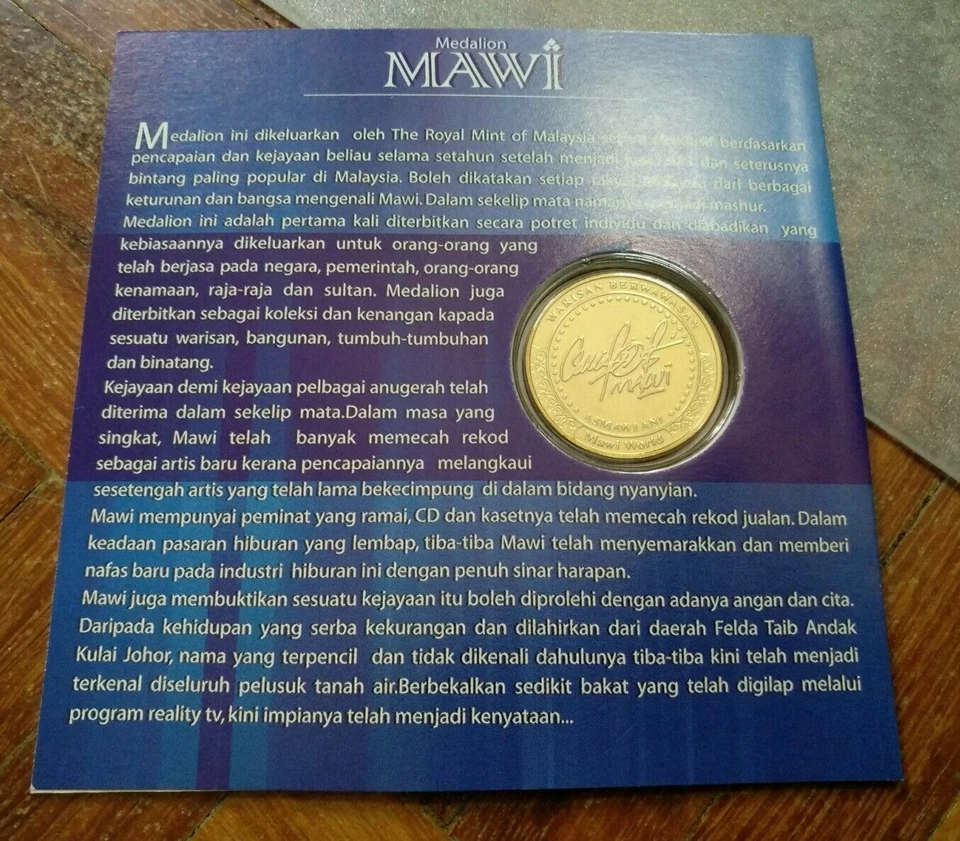 Medalion
MAWI
Medalion ini dikeluarkan oleh The Royal Mint of Malaysia berdasarkan
pencapaian dan kejayaan beliau selama setahun setelah menjadi dan seterusnya
bintang paling popular di Malaysia. Boleh dikatakan setiap dari berbagai
keturunan dan bangsa mengenali Mawi. Dalam sekelip mata mashur.
Medalion ini adalah pertama kali diterbitkan secara potret individu dan diabadikan yang
kebiasaannya dikeluarkan untuk orang-orang yang
telah berjasa pada negara, pemerintah, orang-orang
kenamaan, raja-raja dan sultan. Medalion juga
diterbitkan sebagai koleksi dan kenangan kapada
sesuatu warisan, bangunan, tumbuh-tumbuhan
dan binatang.
Kejayaan demi kejayaan pelbagai anugerah telah
diterima dalam sekelip mata.Dalam masa yang
singkat, Mawi telah banyak memecah rekod
sebagai artis baru kerana pencapaiannya melangkaui
sesetengah artis yang telah lama bekecimpung di dalam bidang nyanyian.
Mawi mempunyai peminat yang ramai, CD dan kasetnya telah memecah rekod jualan. Dalam
keadaan pasaran hiburan yang lembap, tiba-tiba Mawi telah menyemarakkan dan memberi
nafas baru pada industri hiburan ini dengan penuh sinar harapan.
Mawi juga membuktikan sesuatu kejayaan itu boleh diprolehi dengan adanya angan dan cita.
Daripada kehidupan yang serba kekurangan dan dilahirkan dari daerah Felda Taib Andak
Kulai Johor, nama yang terpencil dan tidak dikenali dahulunya tiba-tiba kini telah menjadi
terkenal diseluruh pelusuk tanah air.Berbekalkan sedikit bakat yang telah digilap melalui
program reality tv, kini impianya telah menjadi kenyataan...
WARISAN BERWAWASAN
mawi
ASMAWI ANI
Mawi World